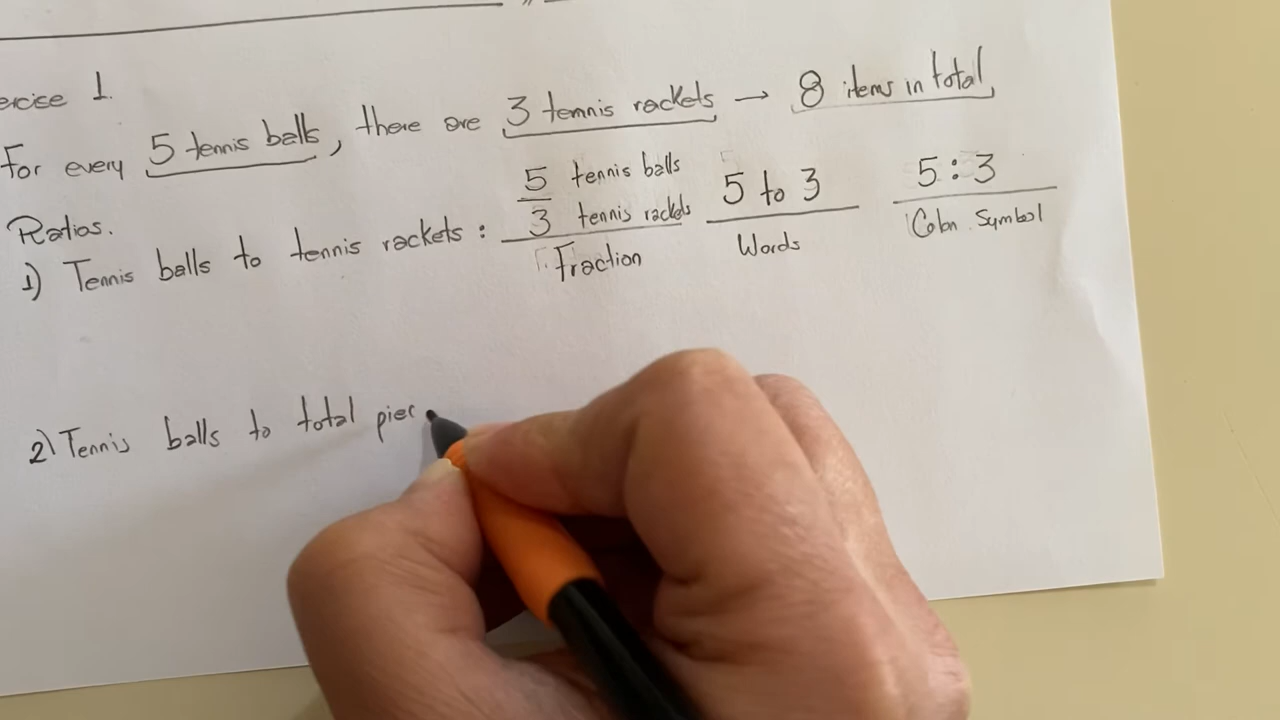 ercise 1.
For every 5 tennis balls, there are 3 tennis rackets → 8 items in total
Ratios.
1) Tennis balls to tennis rackets : 5/3 tennis balls tennis rackets 5 to 3 5:3
Fraction Words Colon Symbol
2) Tennis balls to total piec